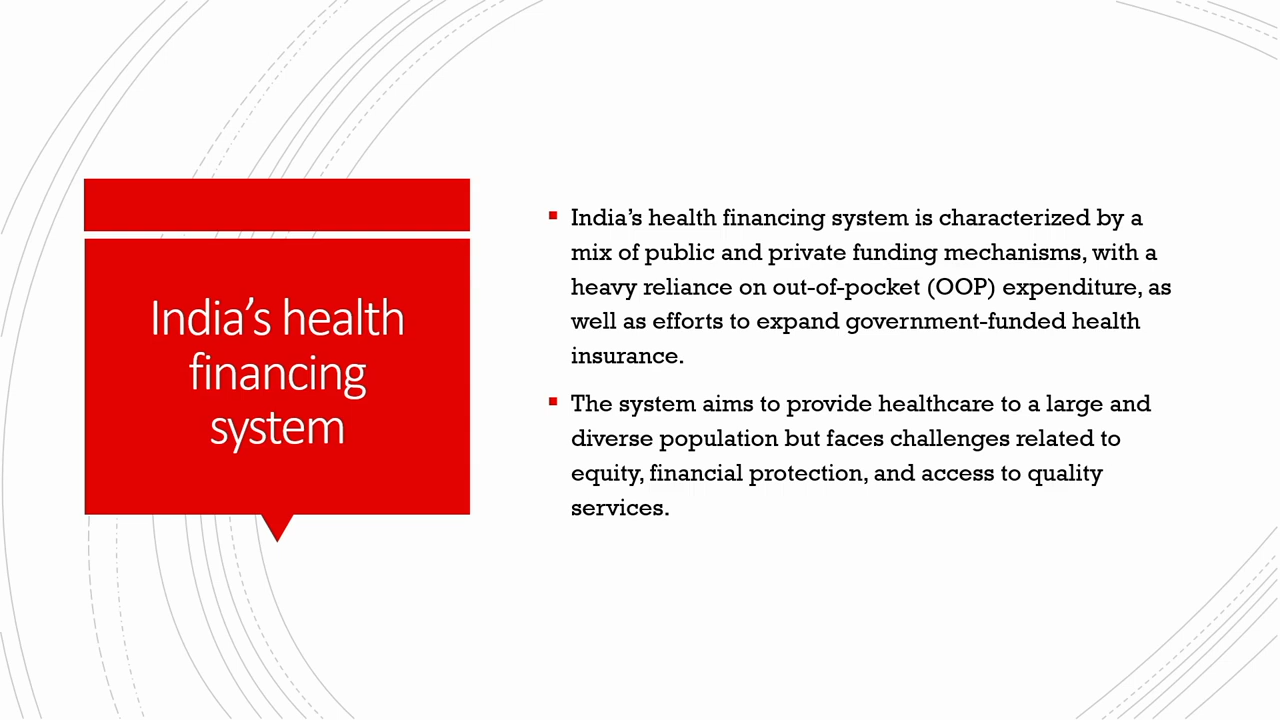 India’s health
financing
system
India’s health financing system is characterized by a
mix of public and private funding mechanisms, with a
heavy reliance on out-of-pocket (OOP) expenditure, as
well as efforts to expand government-funded health
insurance.
The system aims to provide healthcare to a large and
diverse population but faces challenges related to
equity, financial protection, and access to quality
services.